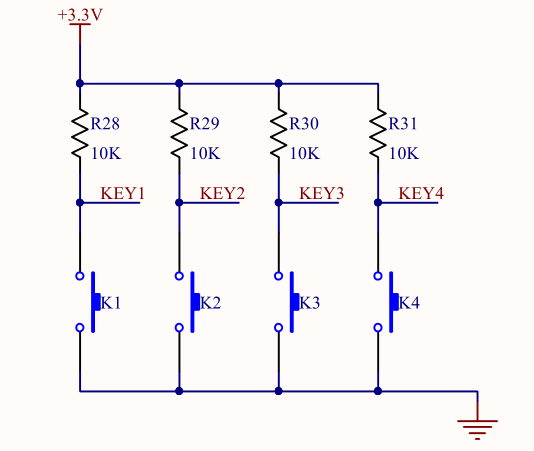 +3.3V
R28 R29 R30 R31
10K 10K 10K 10K
KEY1 KEY2 KEY3 KEY4
K1 K2 K3 K4